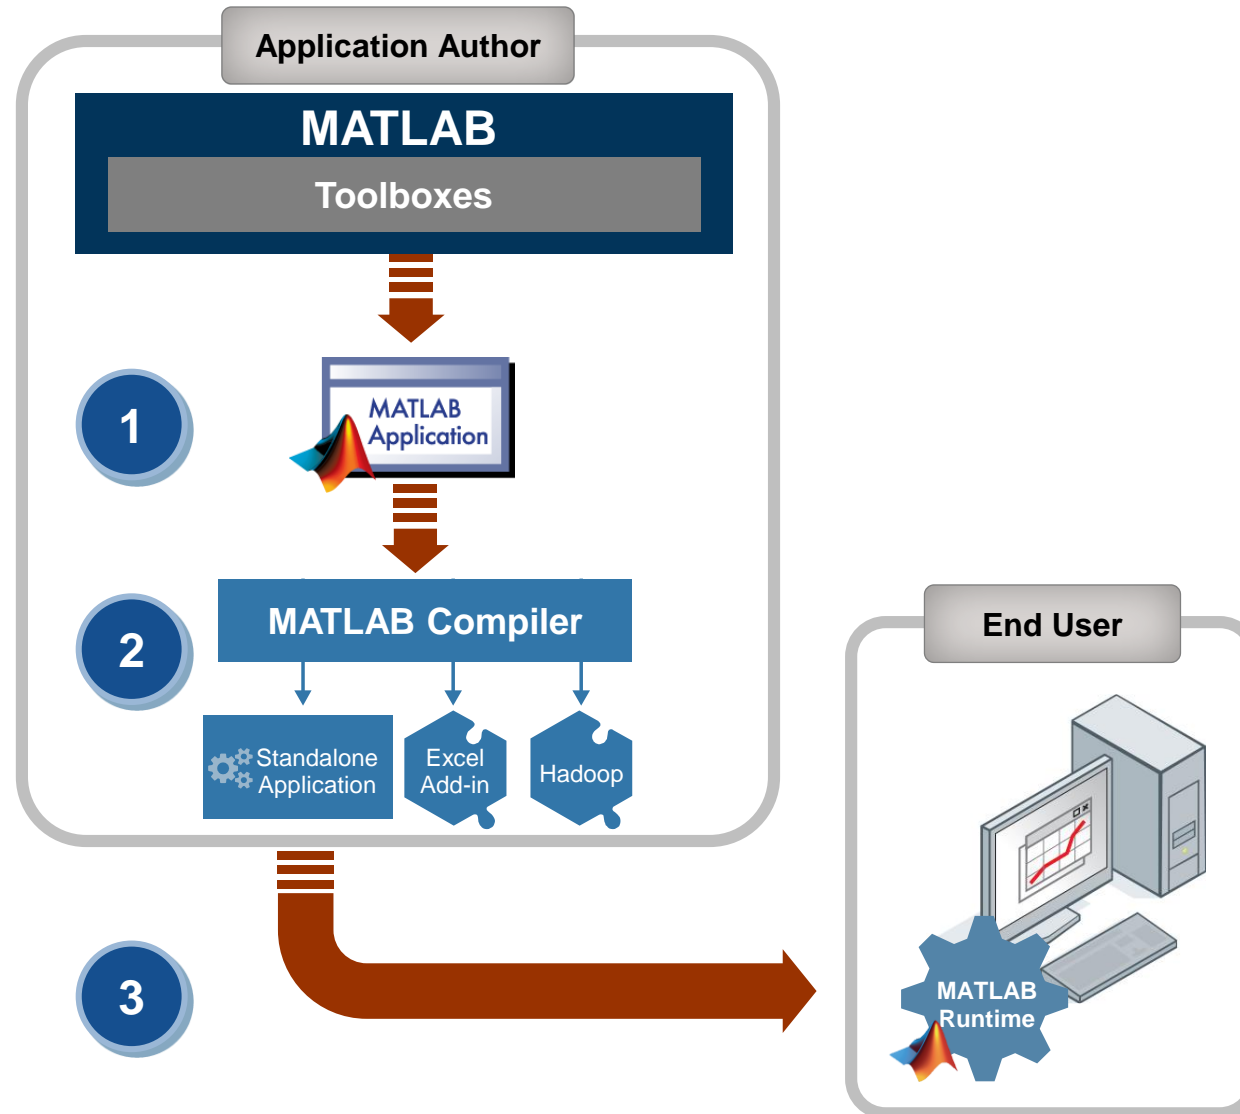 Application Author
MATLAB
Toolboxes
1
MATLAB
Application
2
MATLAB Compiler
Standalone
Application
Excel
Add-in
Hadoop
End User
3
MATLAB
Runtime